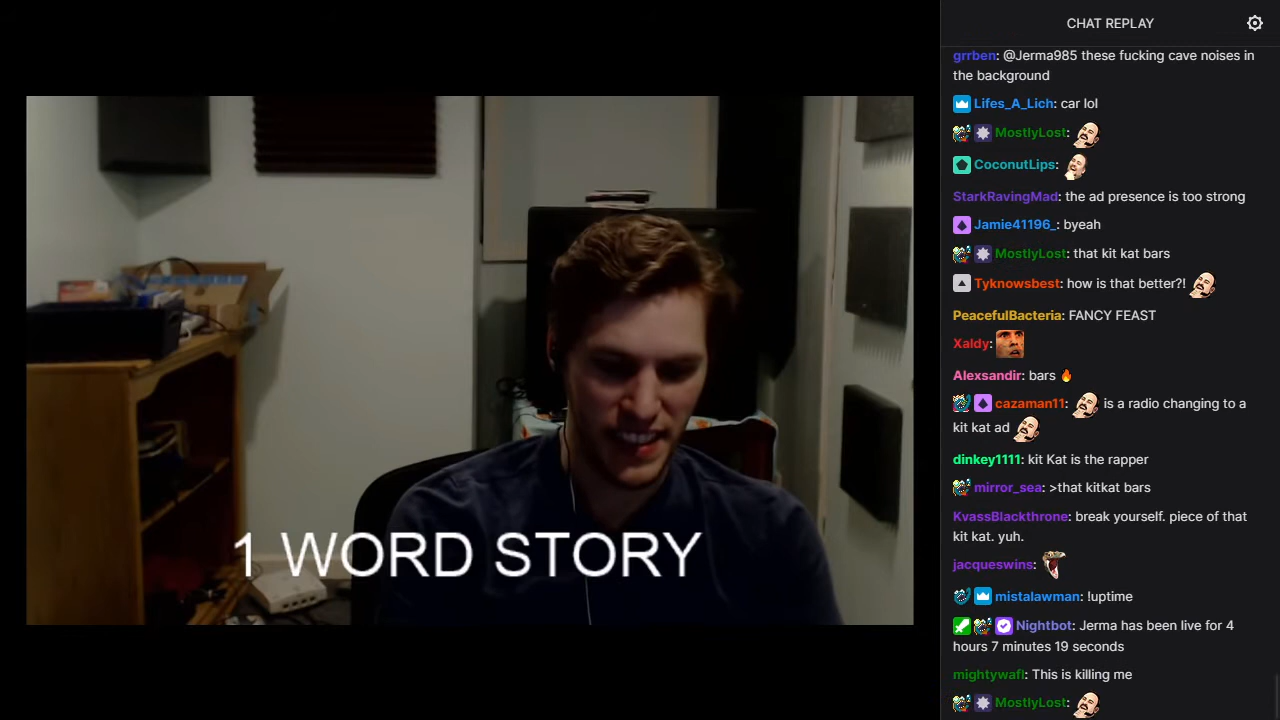 CHAT REPLAY
grrben: @Jerma985 these fucking cave noises in
the background
Lifes_A_Lich: car lol
MostlyLost:
CoconutLips:
StarkRavingMad: the ad presence is too strong
Jamie41196_: byeah
MostlyLost: that kit kat bars
Tyknowsbest: how is that better?!
PeacefulBacteria: FANCY FEAST
Xaldy:
Alexsandir: bars 🔥
cazaman11: is a radio changing to a
kit kat ad
dinkey1111: kit Kat is the rapper
mirror_sea: >that kitkat bars
KvassBlackthrone: break yourself. piece of that
kit kat. yuh.
jacqueswins:
mistalawman: !uptime
Nightbot: Jerma has been live for 4
hours 7 minutes 19 seconds
mightywafl: This is killing me
MostlyLost:
1 WORD STORY